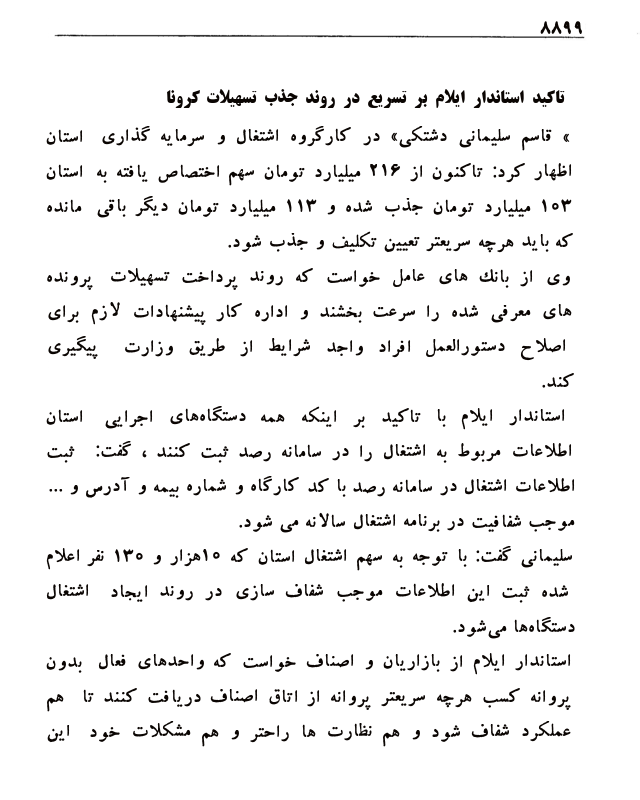 ۸۸۹۹
تاکید استاندار ایلام بر تسریع در روند جذب تسهیلات کرونا
» قاسم سلیمانی دشتکی» در کارگروه اشتغال و سرمایه گذاری استان
اظهار کرد: تاکنون از ۲۱۶ میلیارد تومان سهم اختصاص یافته به استان
۱۰۳ میلیارد تومان جذب شده و ۱۱۳ میلیارد تومان دیگر باقی مانده
که باید هرچه سریعتر تعیین تکلیف و جذب شود.
وی از بانک های عامل خواست که روند پرداخت تسهیلات پرونده
های معرفی شده را سرعت بخشند و اداره کار پیشنهادات لازم برای
اصلاح دستورالعمل افراد واجد شرایط از طریق وزارت پیگیری
کند.
استاندار ایلام با تاکید بر اینکه همه دستگاه‌های اجرایی استان
اطلاعات مربوط به اشتغال را در سامانه رصد ثبت کنند ، گفت: ثبت
اطلاعات اشتغال در سامانه رصد با کد کارگاه و شماره بیمه و آدرس و ...
موجب شفافیت در برنامه اشتغال سالانه می شود.
سلیمانی گفت: با توجه به سهم اشتغال استان که ۱۰هزار و ۱۳۰ نفر اعلام
شده ثبت این اطلاعات موجب شفاف سازی در روند ایجاد اشتغال
دستگاه‌ها می‌شود.
استاندار ایلام از بازاریان و اصناف خواست که واحدهای فعال بدون
پروانه کسب هرچه سریعتر پروانه از اتاق اصناف دریافت کنند تا هم
عملکرد شفاف شود و هم نظارت ها راحتر و هم مشکلات خود این